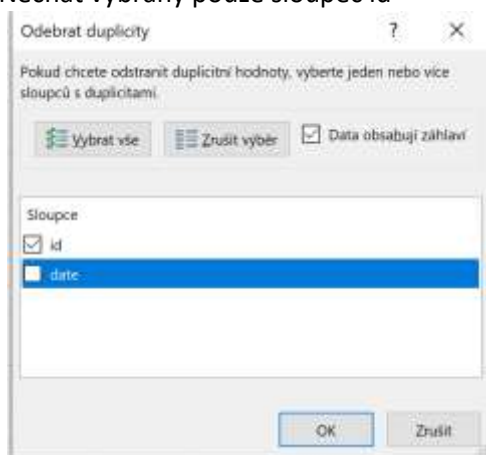 Nechat vybraný pouze sloupec id
Odebrat duplicity ? ×
Pokud chcete odstranit duplicitní hodnoty, vyberte jeden nebo více
sloupců s duplicitami.
Vybrat vše Zrušit výběr Data obsahují záhlaví
Sloupce
id
date
OK Zrušit